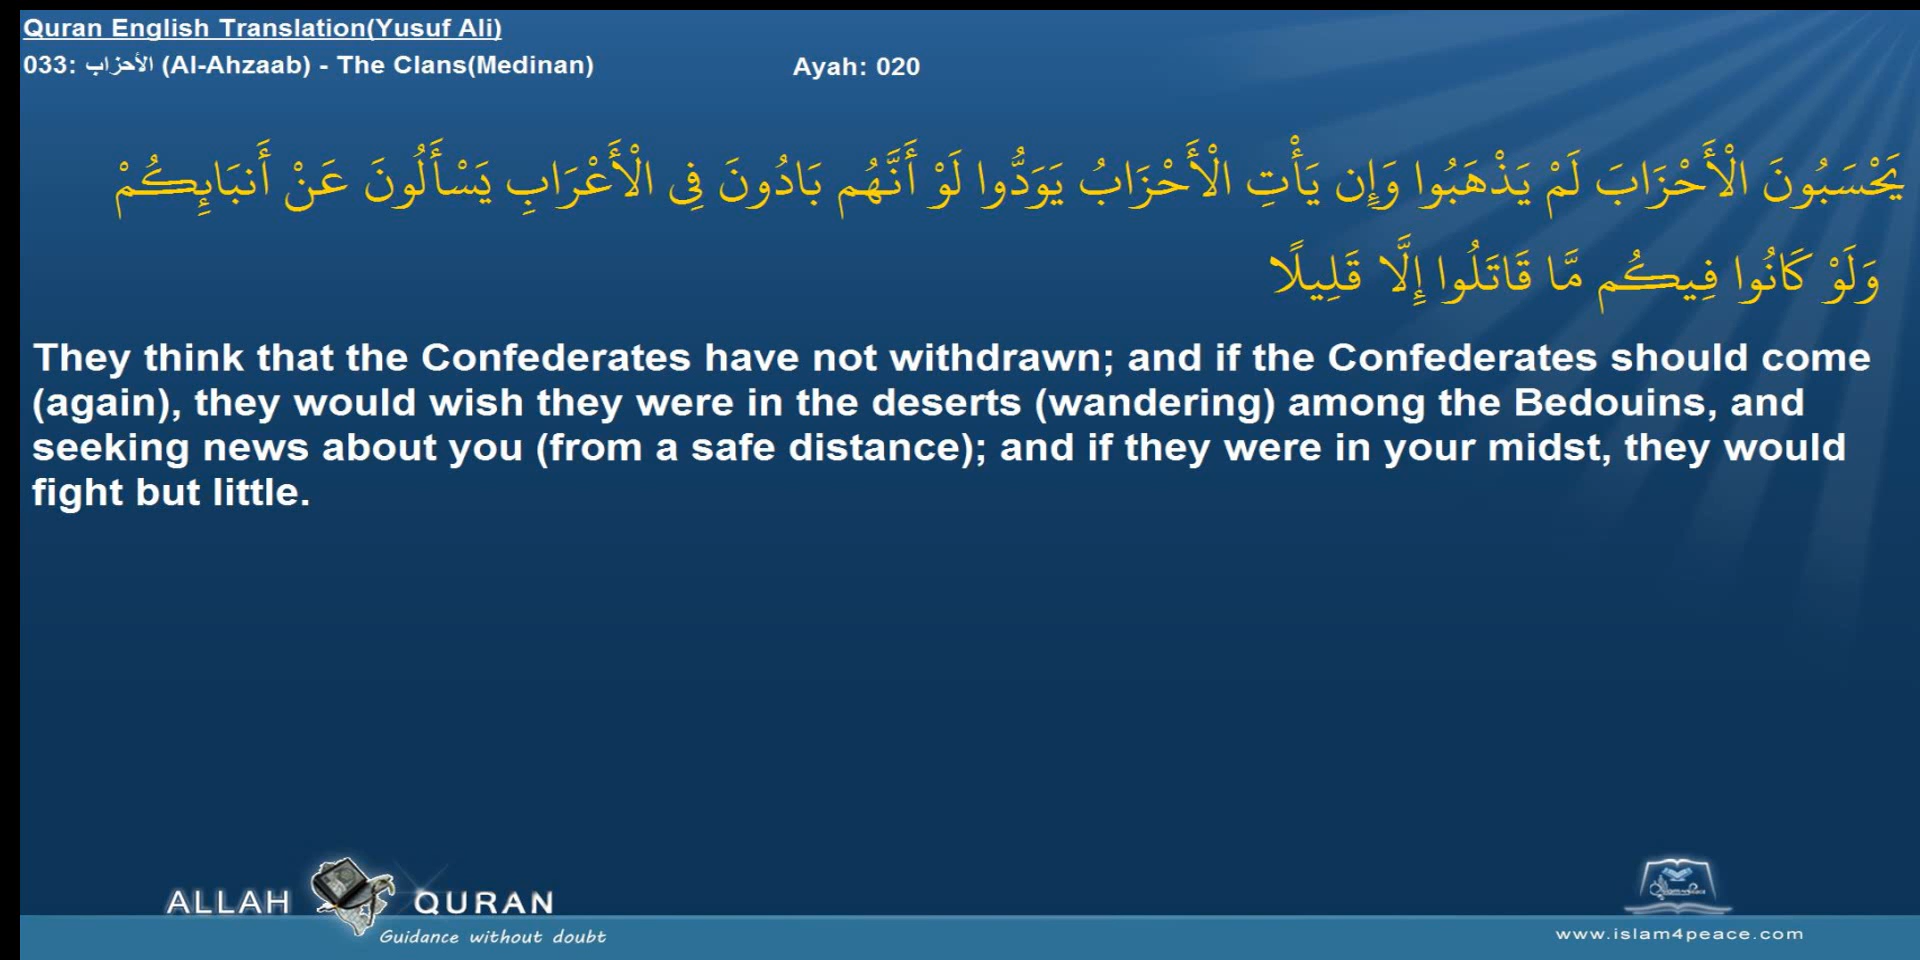 Quran English Translation(Yusuf Ali)
033: الأحزاب (Al-Ahzaab) - The Clans(Medinan) Ayah: 020
يَحْسَبُونَ الْأَحْزَابَ لَمْ يَذْهَبُوا وَإِن يَأْتِ الْأَحْزَابُ يَوَدُّوا لَوْ أَنَّهُم بَادُونَ فِى الْأَعْرَابِ يَسْأَلُونَ عَنْ أَنبَائِكُمْ
وَلَوْ كَانُوا فِيكُم مَّا قَاتَلُوا إِلَّا قَلِيلًا
They think that the Confederates have not withdrawn; and if the Confederates should come
(again), they would wish they were in the deserts (wandering) among the Bedouins, and
seeking news about you (from a safe distance); and if they were in your midst, they would
fight but little.
ALLAH QURAN
Guidance without doubt
www.islam4peace.com